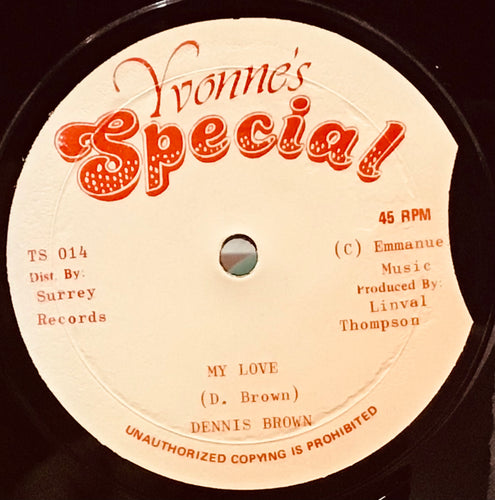 Yvonne's
Special
45 RPM
TS 014
Dist. By:
Surrey
Records
(C) Emmanue
Music
Produced By:
Linval
Thompson
MY LOVE
(D. Brown)
DENNIS BROWN
UNAUTHORIZED COPYING IS PROHIBITED